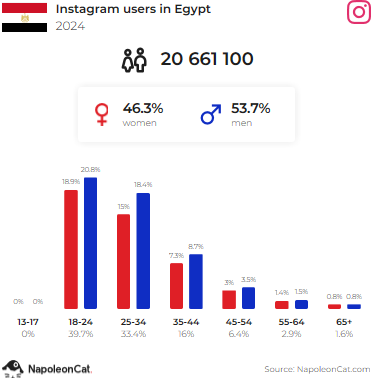 Instagram users in Egypt
2024
20 661 100
46.3% 53.7%
women men
18.9% 20.8%
15% 18.4%
7.3% 8.7%
3% 3.5%
1.4% 1.5%
0.8% 0.8%
0% 0%
13-17 18-24 25-34 35-44 45-54 55-64 65+
0% 39.7% 33.4% 16% 6.4% 2.9% 1.6%
NapoleonCat. Source: NapoleonCat.com